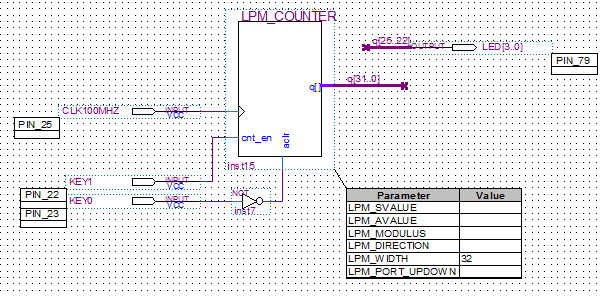 LPM_COUNTER
q[25..22]
OUTPUT
LED[3..0]
PIN_79
q[]
q[31..0]
CLK100MHZ
INPUT
VCC
PIN_25
cnt_en
aclr
inst15
KEY1
INPUT
VCC
PIN_22
KEY0
INPUT
VCC
PIN_23
NOT
inst7
Parameter Value
LPM_SVALUE
LPM_AVALUE
LPM_MODULUS
LPM_DIRECTION
LPM_WIDTH 32
LPM_PORT_UPDOWN